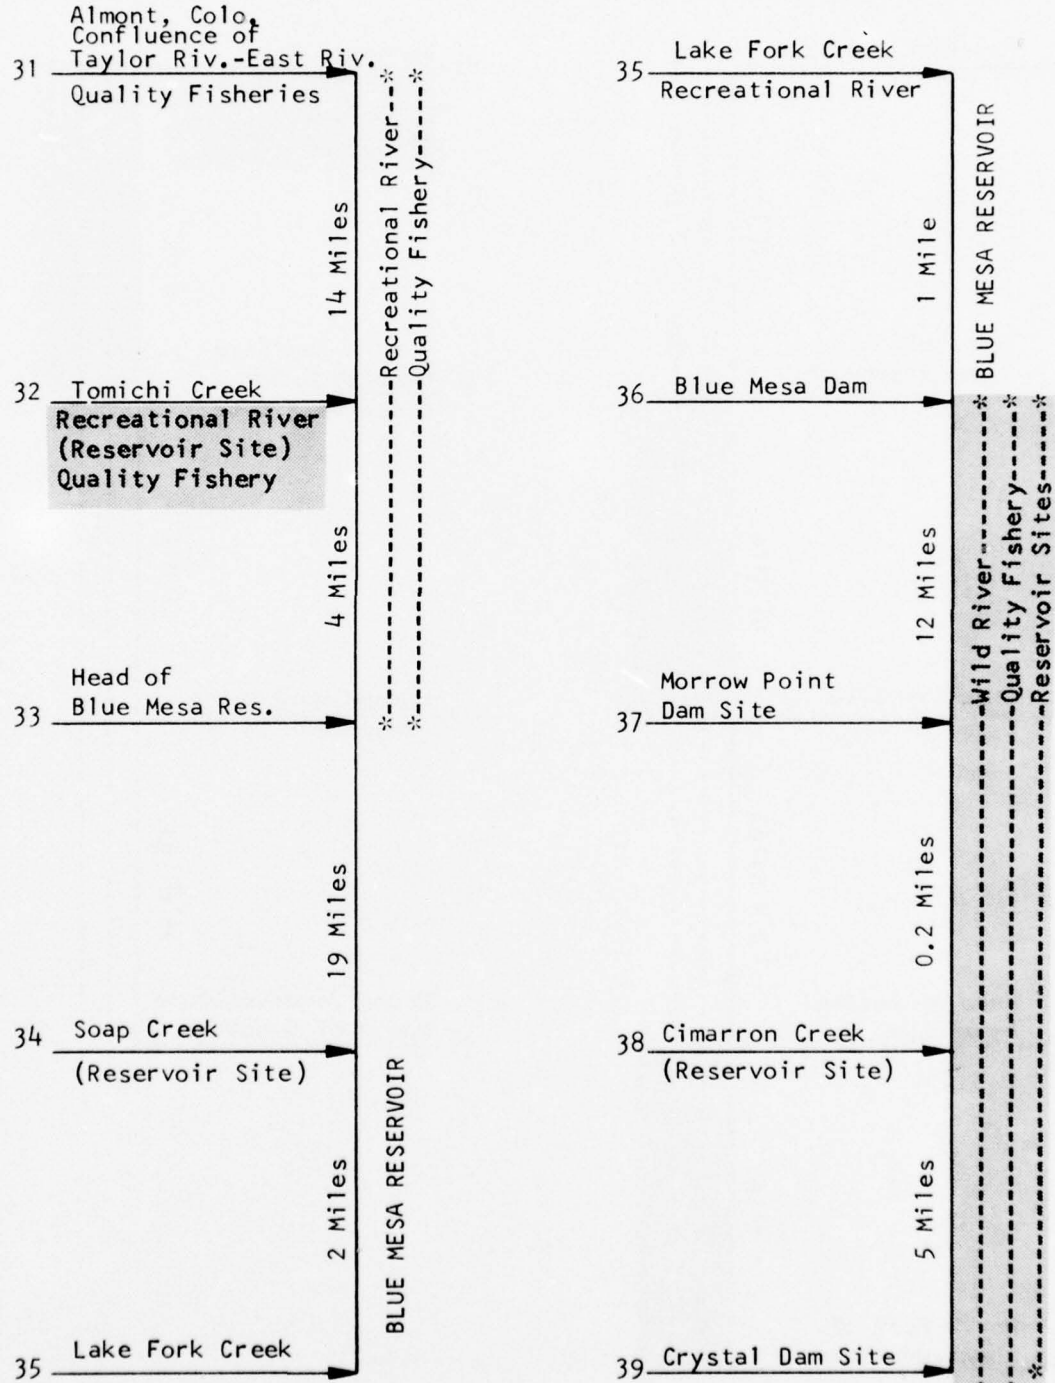 Almont, Colo.
Confluence of
31 Taylor Riv.-East Riv.
Quality Fisheries
14 Miles
*--Recreational River--*
*--Quality Fishery--*
32 Tomichi Creek
Recreational River
(Reservoir Site)
Quality Fishery
4 Miles
Head of
33 Blue Mesa Res.
19 Miles
34 Soap Creek
(Reservoir Site)
2 Miles
BLUE MESA RESERVOIR
35 Lake Fork Creek
35 Lake Fork Creek
Recreational River
1 Mile
BLUE MESA RESERVOIR
36 Blue Mesa Dam
12 Miles
Wild River--*
Quality Fishery--*
*--Reservoir Sites--*
Morrow Point
37 Dam Site
0.2 Miles
38 Cimarron Creek
(Reservoir Site)
5 Miles
39 Crystal Dam Site